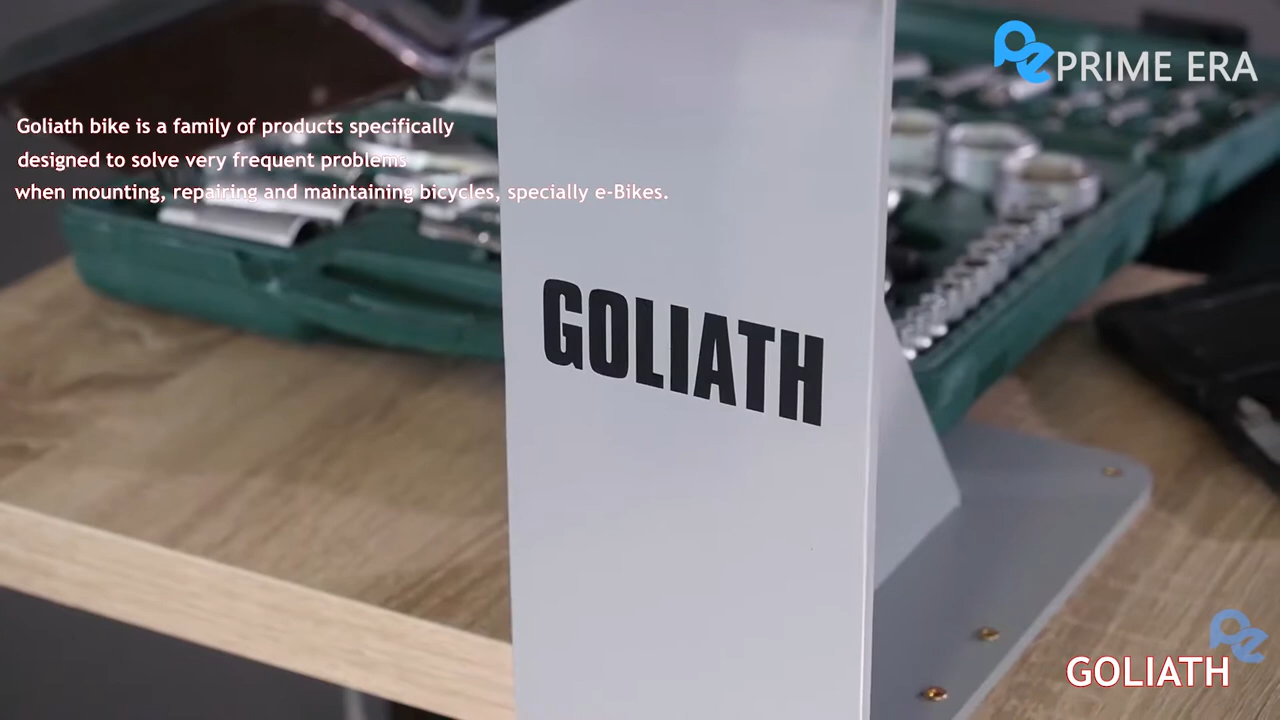 PRIME ERA
Goliath bike is a family of products specifically
designed to solve very frequent problems
when mounting, repairing and maintaining bicycles, specially e-Bikes.
GOLIATH
GOLIATH